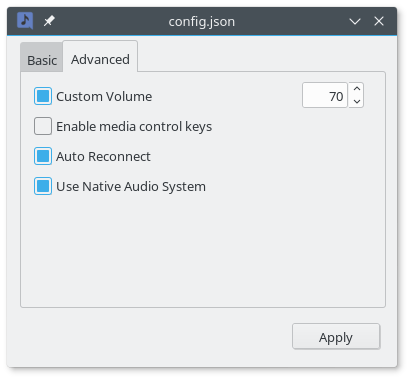 config.json
Basic
Advanced
Custom Volume 70
Enable media control keys
Auto Reconnect
Use Native Audio System
Apply